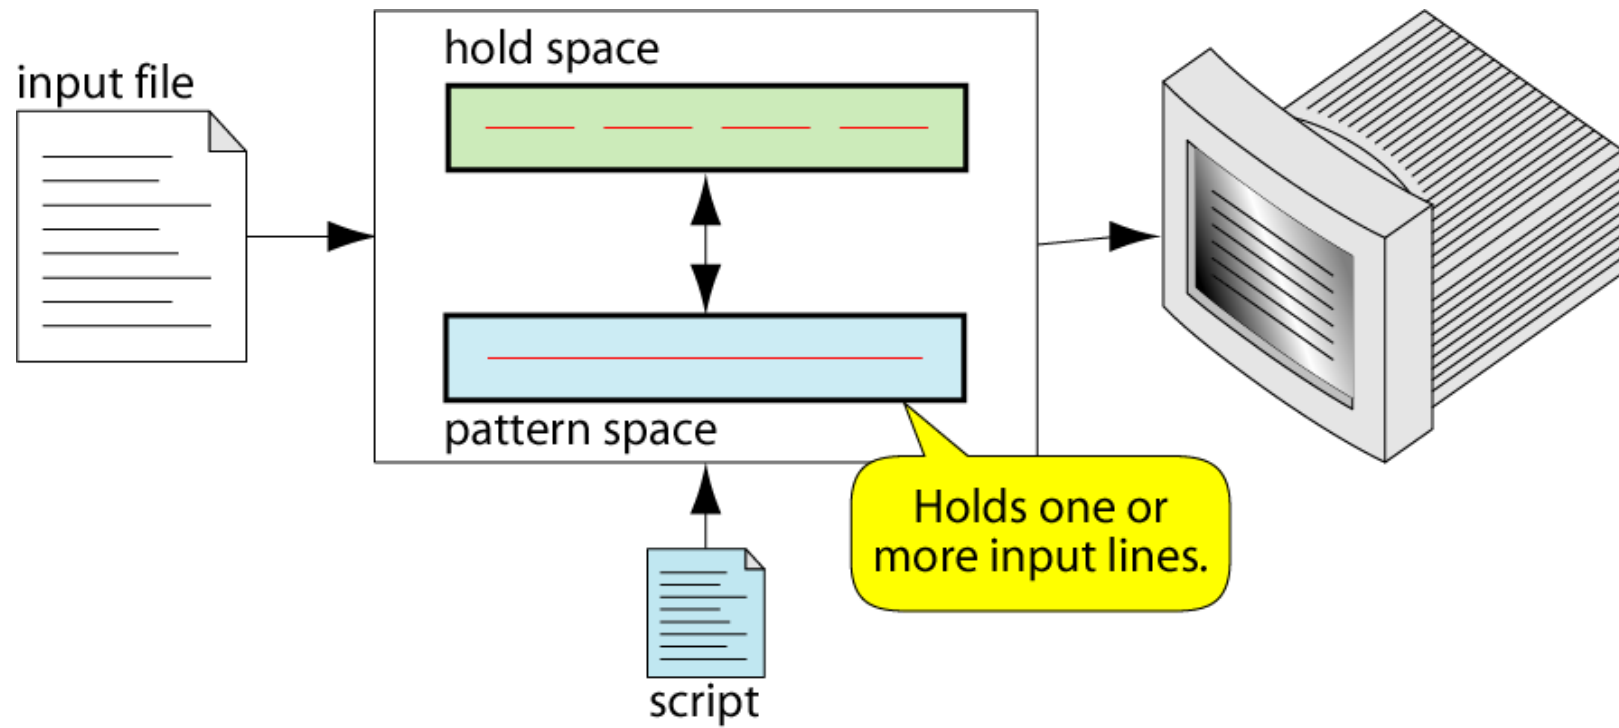 hold space
input file
pattern space
Holds one or
more input lines.
script